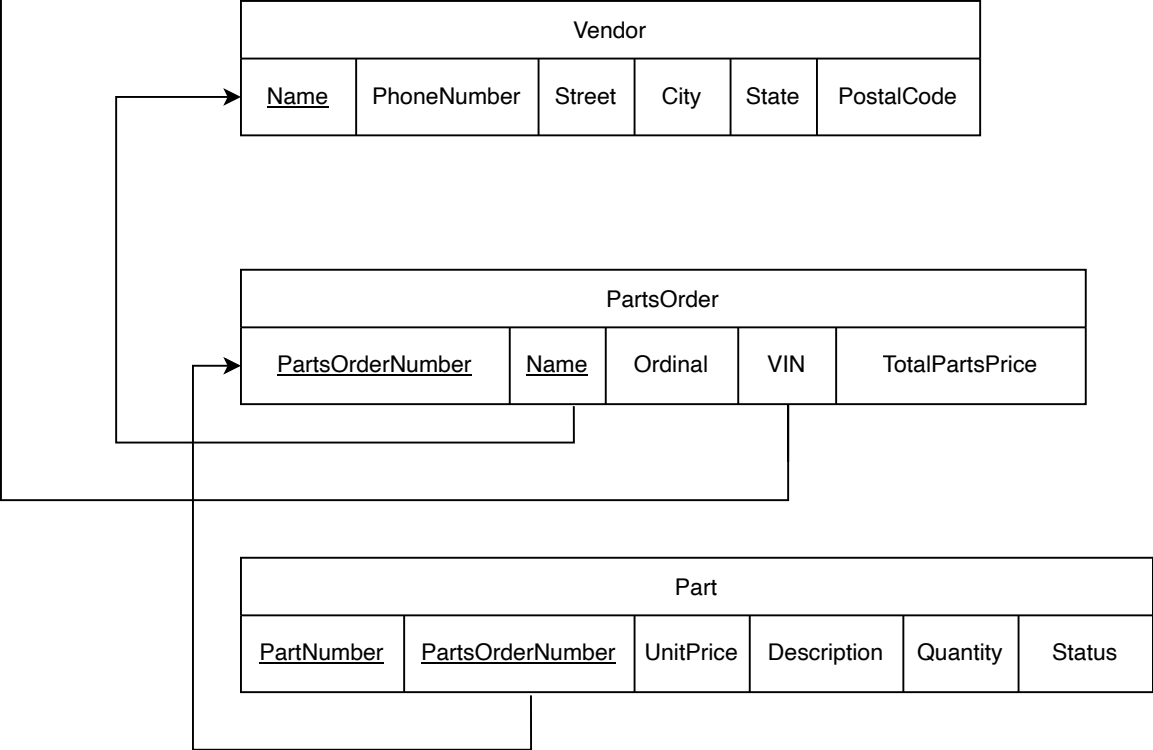 Vendor
Name PhoneNumber Street City State PostalCode
PartsOrder
PartsOrderNumber Name Ordinal VIN TotalPartsPrice
Part
PartNumber PartsOrderNumber UnitPrice Description Quantity Status